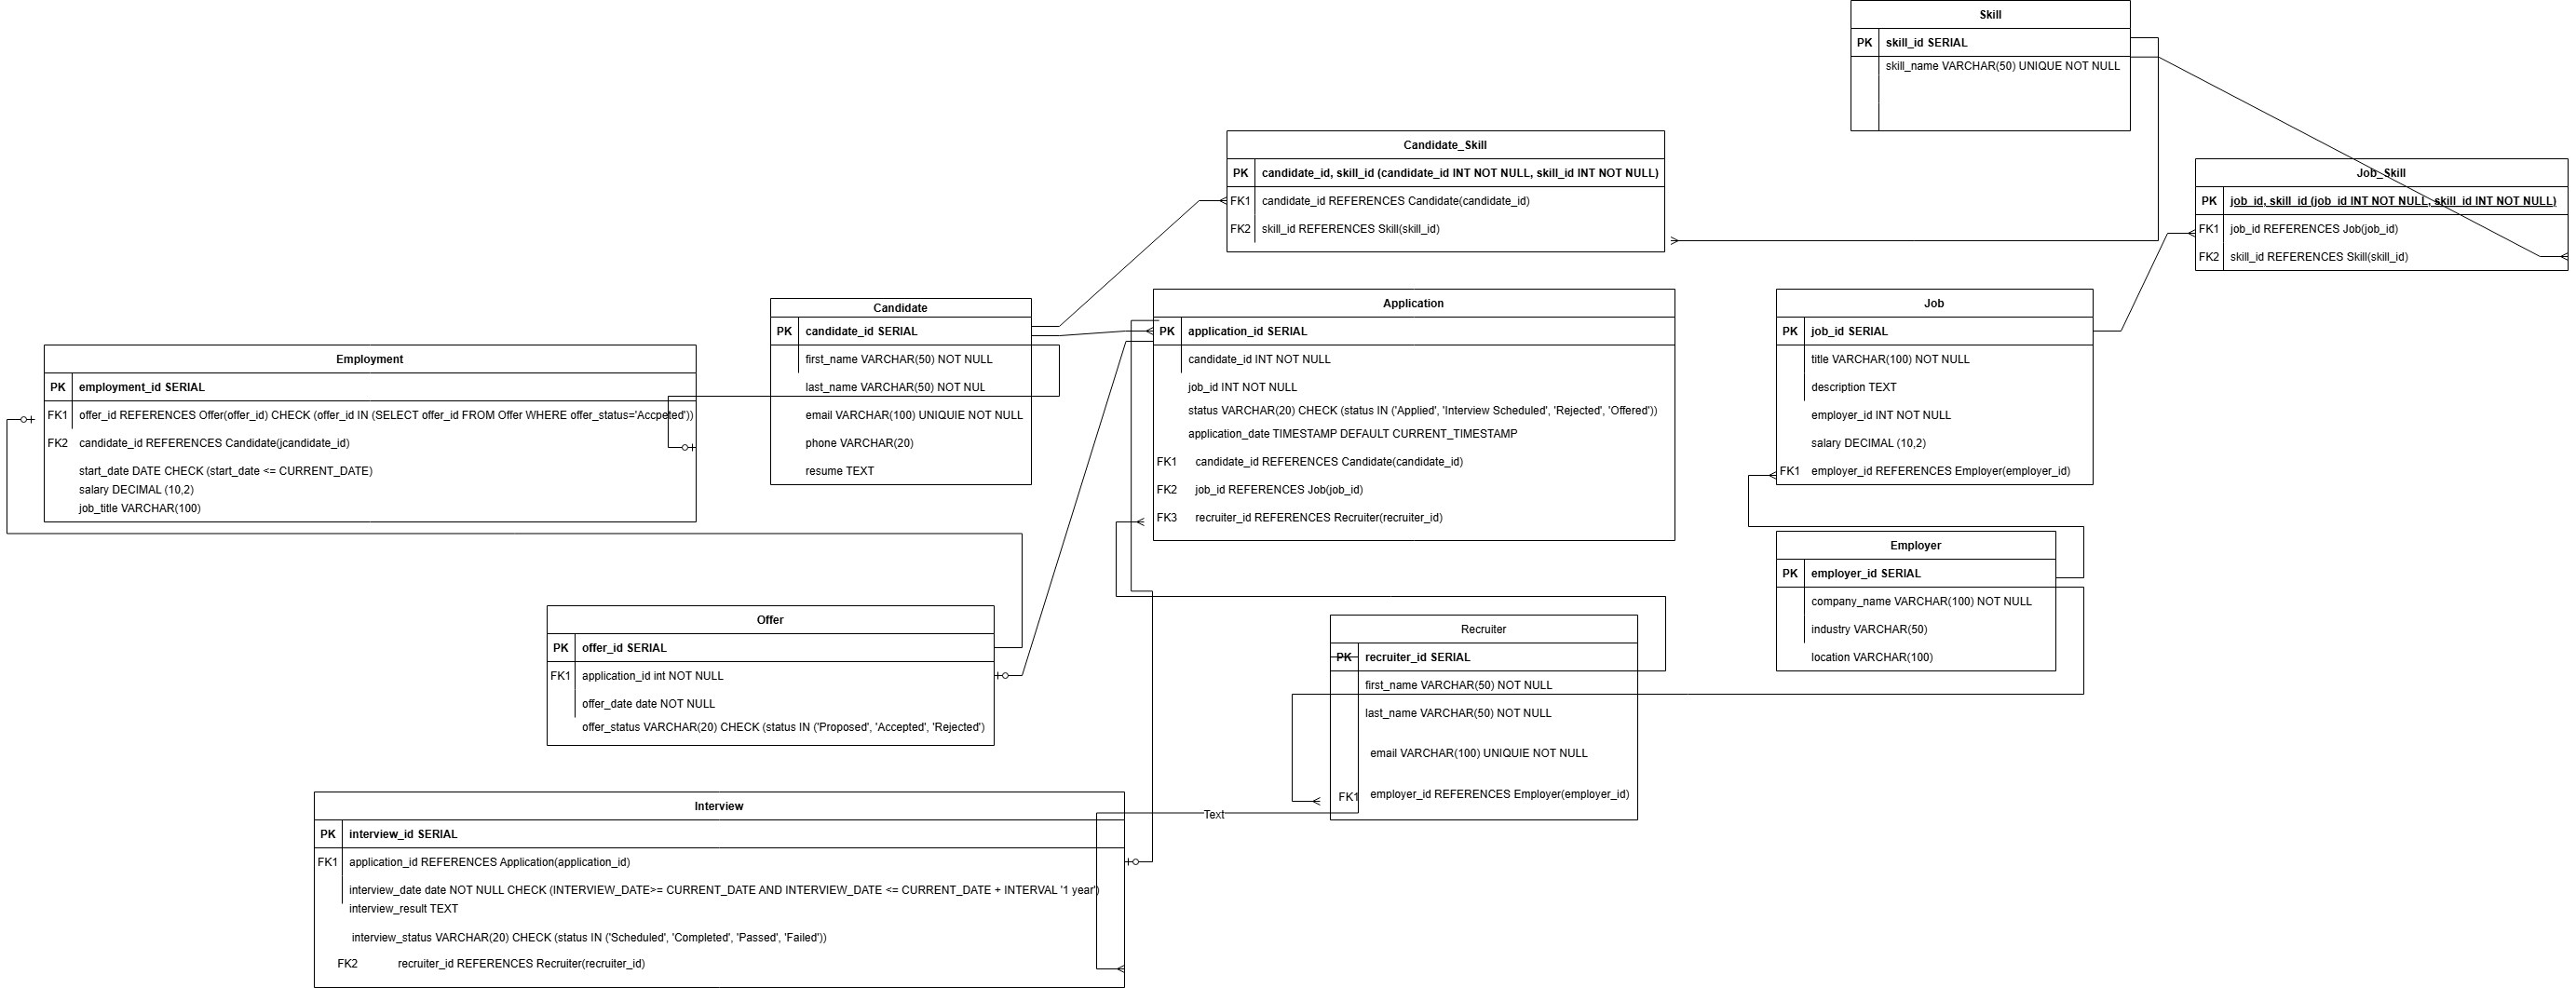 Skill
PK skill_id SERIAL
skill_name VARCHAR(50) UNIQUE NOT NULL
Candidate_Skill
PK candidate_id, skill_id (candidate_id INT NOT NULL, skill_id INT NOT NULL)
FK1 candidate_id REFERENCES Candidate(candidate_id)
FK2 skill_id REFERENCES Skill(skill_id)
Job_Skill
PK job_id, skill_id (job_id INT NOT NULL, skill_id INT NOT NULL)
FK1 job_id REFERENCES Job(job_id)
FK2 skill_id REFERENCES Skill(skill_id)
Candidate
PK candidate_id SERIAL
first_name VARCHAR(50) NOT NULL
last_name VARCHAR(50) NOT NUL
email VARCHAR(100) UNIQUIE NOT NULL
phone VARCHAR(20)
resume TEXT
Application
PK application_id SERIAL
candidate_id INT NOT NULL
job_id INT NOT NULL
status VARCHAR(20) CHECK (status IN ('Applied', 'Interview Scheduled', 'Rejected', 'Offered'))
application_date TIMESTAMP DEFAULT CURRENT_TIMESTAMP
FK1 candidate_id REFERENCES Candidate(candidate_id)
FK2 job_id REFERENCES Job(job_id)
FK3 recruiter_id REFERENCES Recruiter(recruiter_id)
Job
PK job_id SERIAL
title VARCHAR(100) NOT NULL
description TEXT
employer_id INT NOT NULL
salary DECIMAL (10,2)
FK1 employer_id REFERENCES Employer(employer_id)
Employment
PK employment_id SERIAL
FK1 offer_id REFERENCES Offer(offer_id) CHECK (offer_id IN (SELECT offer_id FROM Offer WHERE offer_status='Accpeted'))
FK2 candidate_id REFERENCES Candidate(jcandidate_id)
start_date DATE CHECK (start_date <= CURRENT_DATE)
salary DECIMAL (10,2)
job_title VARCHAR(100)
Employer
PK employer_id SERIAL
company_name VARCHAR(100) NOT NULL
industry VARCHAR(50)
location VARCHAR(100)
Offer
PK offer_id SERIAL
FK1 application_id int NOT NULL
offer_date date NOT NULL
offer_status VARCHAR(20) CHECK (status IN ('Proposed', 'Accepted', 'Rejected')
Recruiter
PK recruiter_id SERIAL
first_name VARCHAR(50) NOT NULL
last_name VARCHAR(50) NOT NULL
email VARCHAR(100) UNIQUIE NOT NULL
FK1 employer_id REFERENCES Employer(employer_id)
Text
Interview
PK interview_id SERIAL
FK1 application_id REFERENCES Application(application_id)
interview_date date NOT NULL CHECK (INTERVIEW_DATE>= CURRENT_DATE AND INTERVIEW_DATE <= CURRENT_DATE + INTERVAL '1 year')
interview_result TEXT
interview_status VARCHAR(20) CHECK (status IN ('Scheduled', 'Completed', 'Passed', 'Failed'))
FK2 recruiter_id REFERENCES Recruiter(recruiter_id)